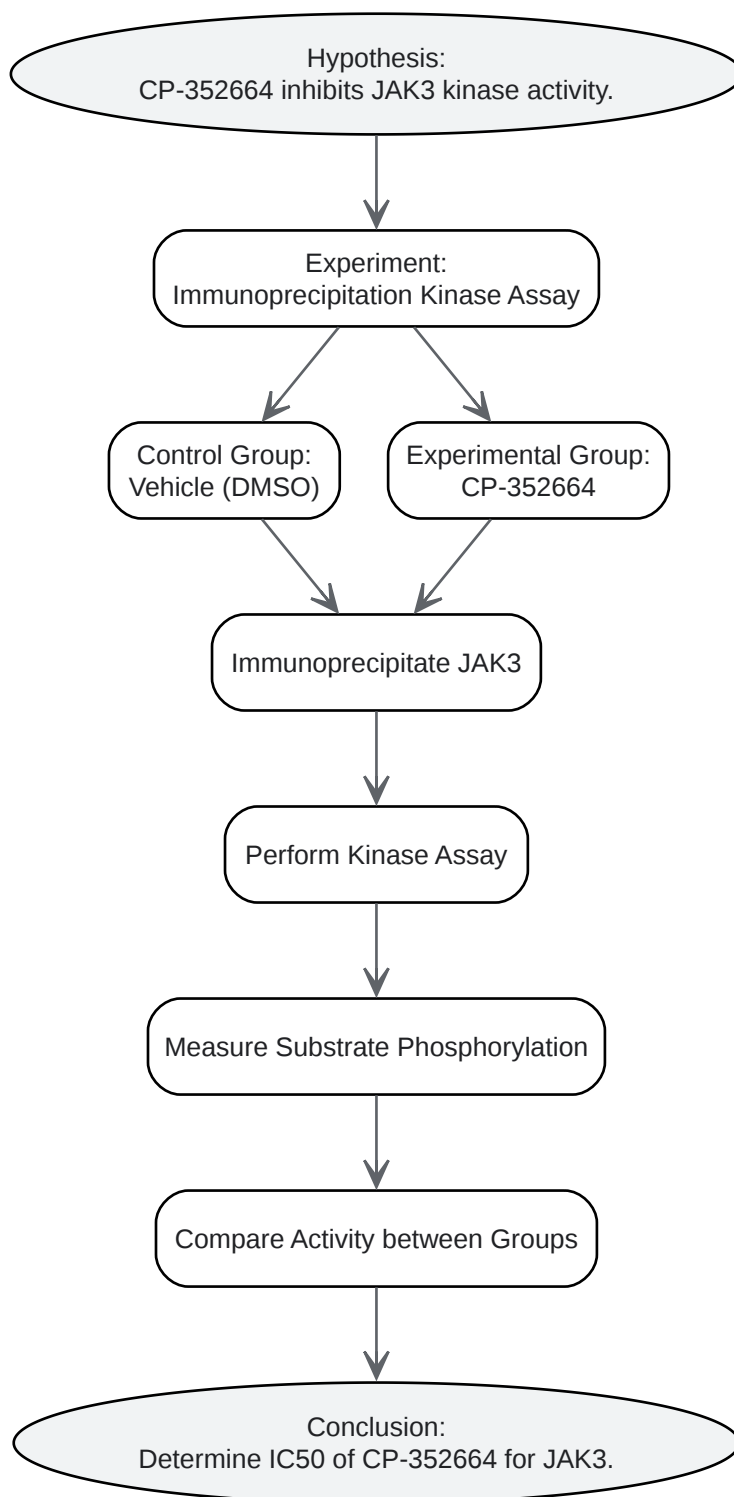 Hypothesis:
CP-352664 inhibits JAK3 kinase activity.
Experiment:
Immunoprecipitation Kinase Assay
Control Group:
Vehicle (DMSO)
Experimental Group:
CP-352664
Immunoprecipitate JAK3
Perform Kinase Assay
Measure Substrate Phosphorylation
Compare Activity between Groups
Conclusion:
Determine IC50 of CP-352664 for JAK3.